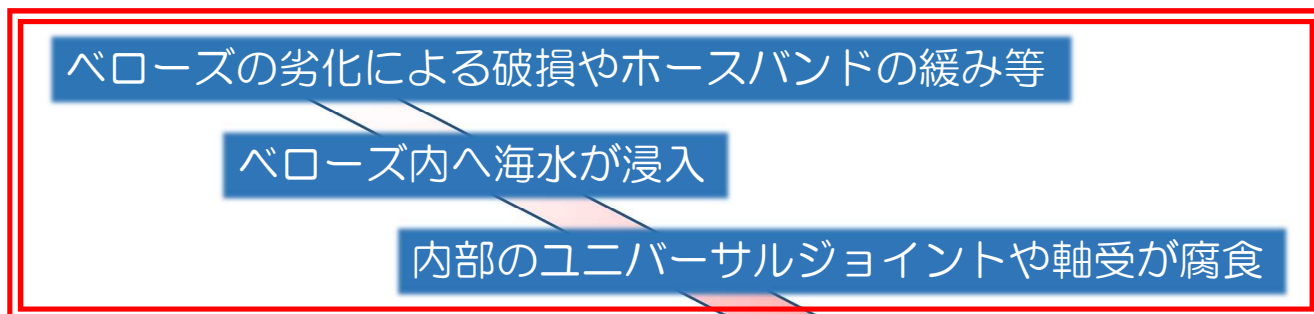 ベローズの劣化による破損やホースバンドの緩み等
ベローズ内へ海水が浸入
内部のユニバーサルジョイントや軸受が腐食